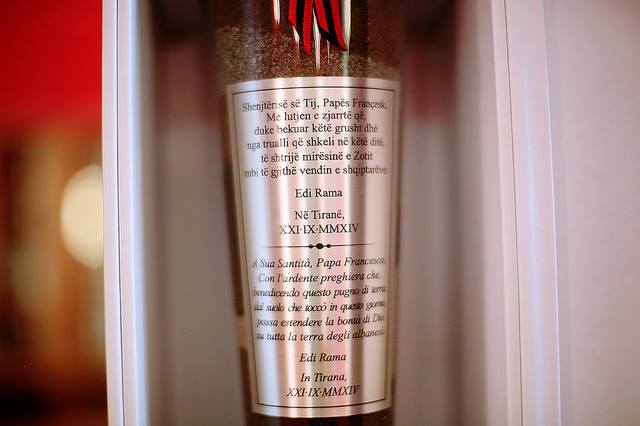 Shenjtërisë së Tij, Papës Françesk,
Me lutjen e zjarrtë që,
duke bekuar këtë grusht dhé
nga trualli që shkeli në këtë ditë,
të shtrijë mirësinë e Zotit
mbi të gjithë vendin e shqiptarëve.
Edi Rama
Në Tiranë,
XXI·IX·MMXIV
A Sua Santità, Papa Francesco,
Con l'ardente preghiera che,
benedicendo questo pugno di terra
dal suolo che toccò in questo giorno,
possa estendere la bontà di Dio
su tutta la terra degli albanesi.
Edi Rama
In Tirana,
XXI·IX·MMXIV